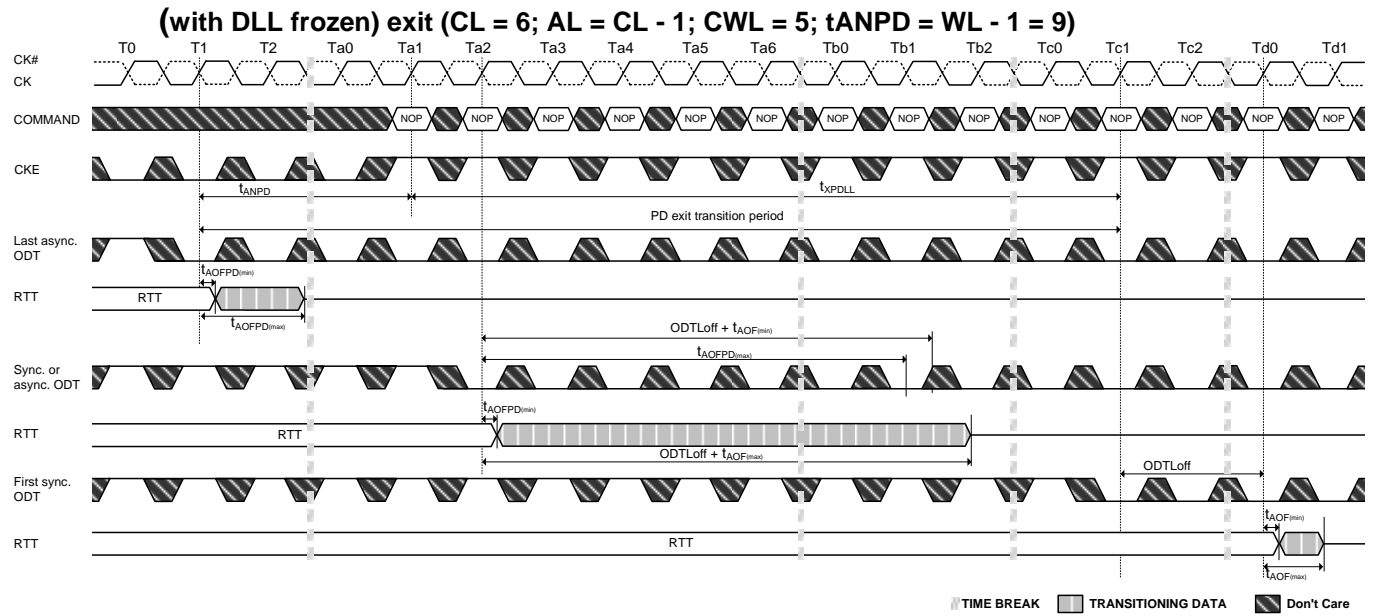 (with DLL frozen) exit (CL = 6; AL = CL - 1; CWL = 5; tANPD = WL - 1 = 9)
T0 T1 T2 Ta0 Ta1 Ta2 Ta3 Ta4 Ta5 Ta6 Tb0 Tb1 Tb2 Tc0 Tc1 Tc2 Td0 Td1
CK#
CK
COMMAND NOP NOP NOP NOP NOP NOP NOP NOP NOP NOP NOP NOP NOP NOP
CKE
tANPD tXPDLL
PD exit transition period
Last async.
ODT
tAOFPD(min)
RTT RTT
tAOFPD(max)
ODTLoff + tAOF(min)
tAOFPD(max)
Sync. or
async. ODT
tAOFPD(min)
RTT RTT
ODTLoff + tAOF(max)
ODTLoff
First sync.
ODT
tAOF(min)
RTT RTT
tAOF(max)
TIME BREAK TRANSITIONING DATA Don't Care